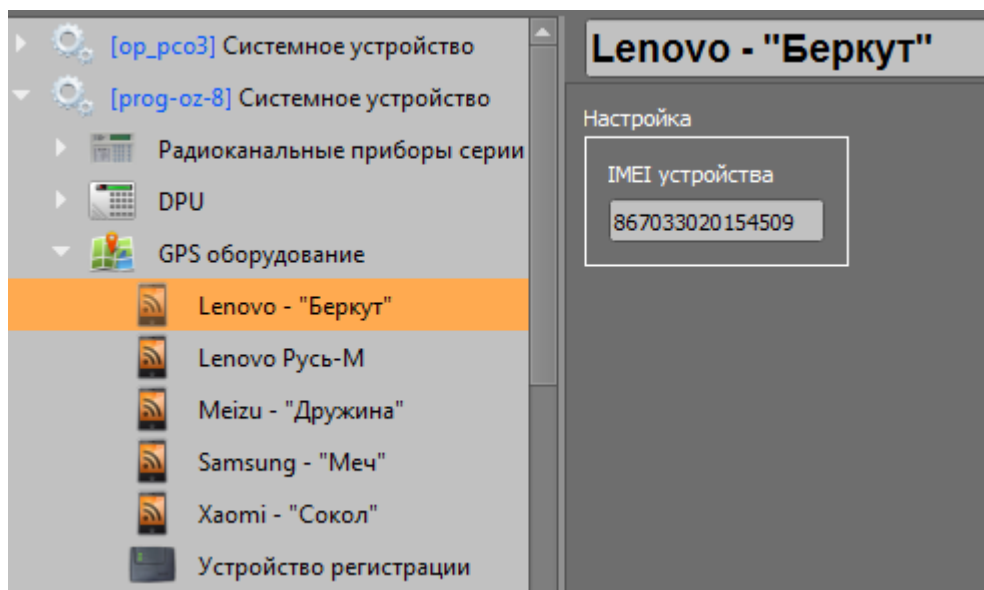 [op_pco3] Системное устройство
[prog-oz-8] Системное устройство
Радиоканальные приборы серии
DPU
GPS оборудование
Lenovo - "Беркут"
Lenovo Русь-М
Meizu - "Дружина"
Samsung - "Меч"
Xaomi - "Сокол"
Устройство регистрации
Lenovo - "Беркут"
Настройка
IMEI устройства
867033020154509